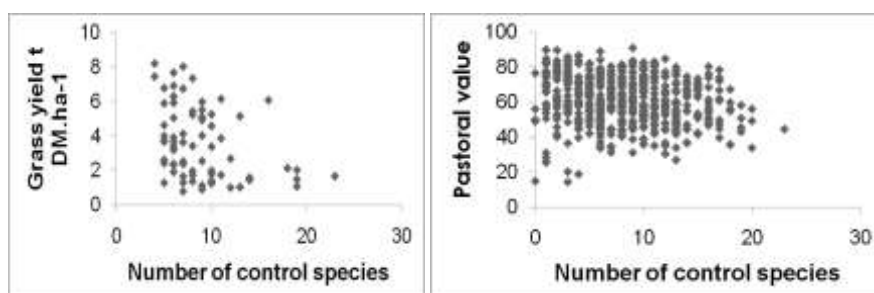 Grass yield t
DM.ha-1
10
8
6
4
2
0
0 10 20 30
Number of control species
Pastoral value
100
80
60
40
20
0
0 10 20 30
Number of control species